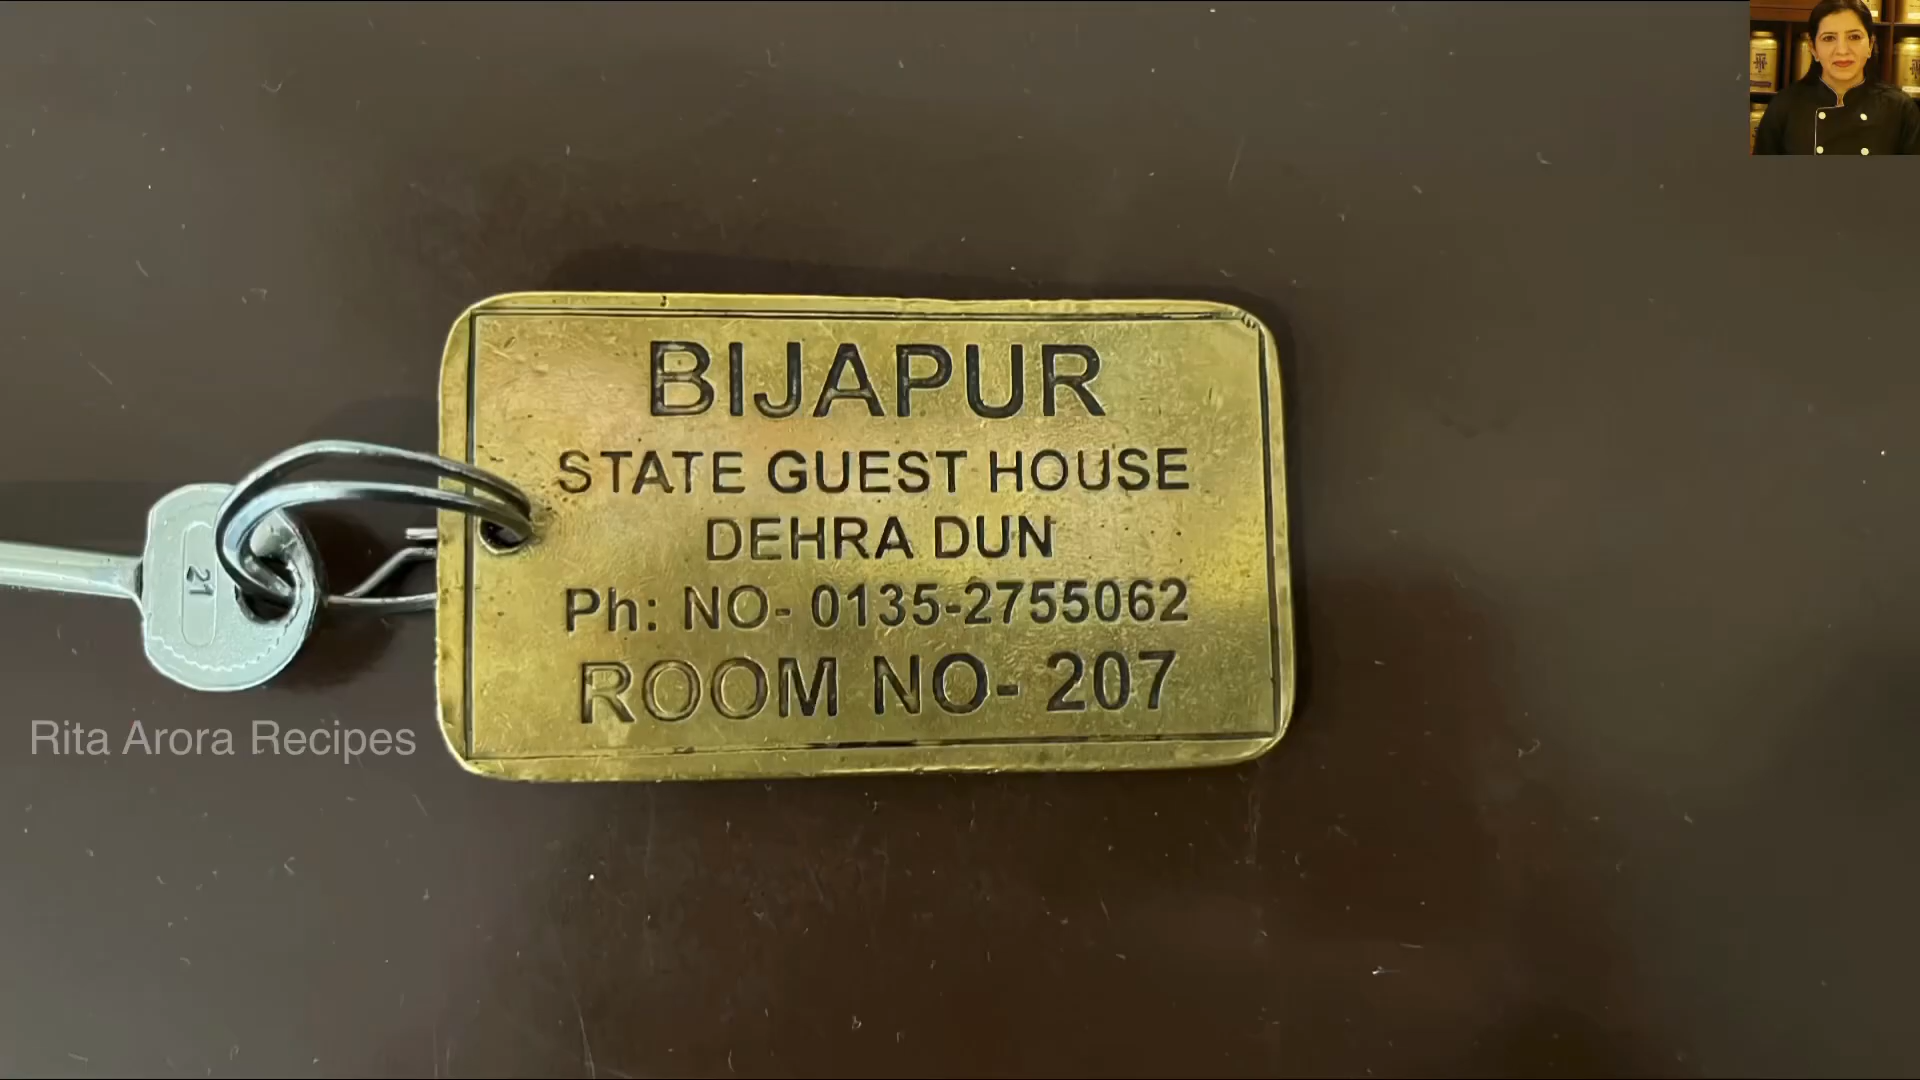 BIJAPUR
STATE GUEST HOUSE
DEHRA DUN
Ph: NO- 0135-2755062
ROOM NO- 207
21
Rita Arora Recipes